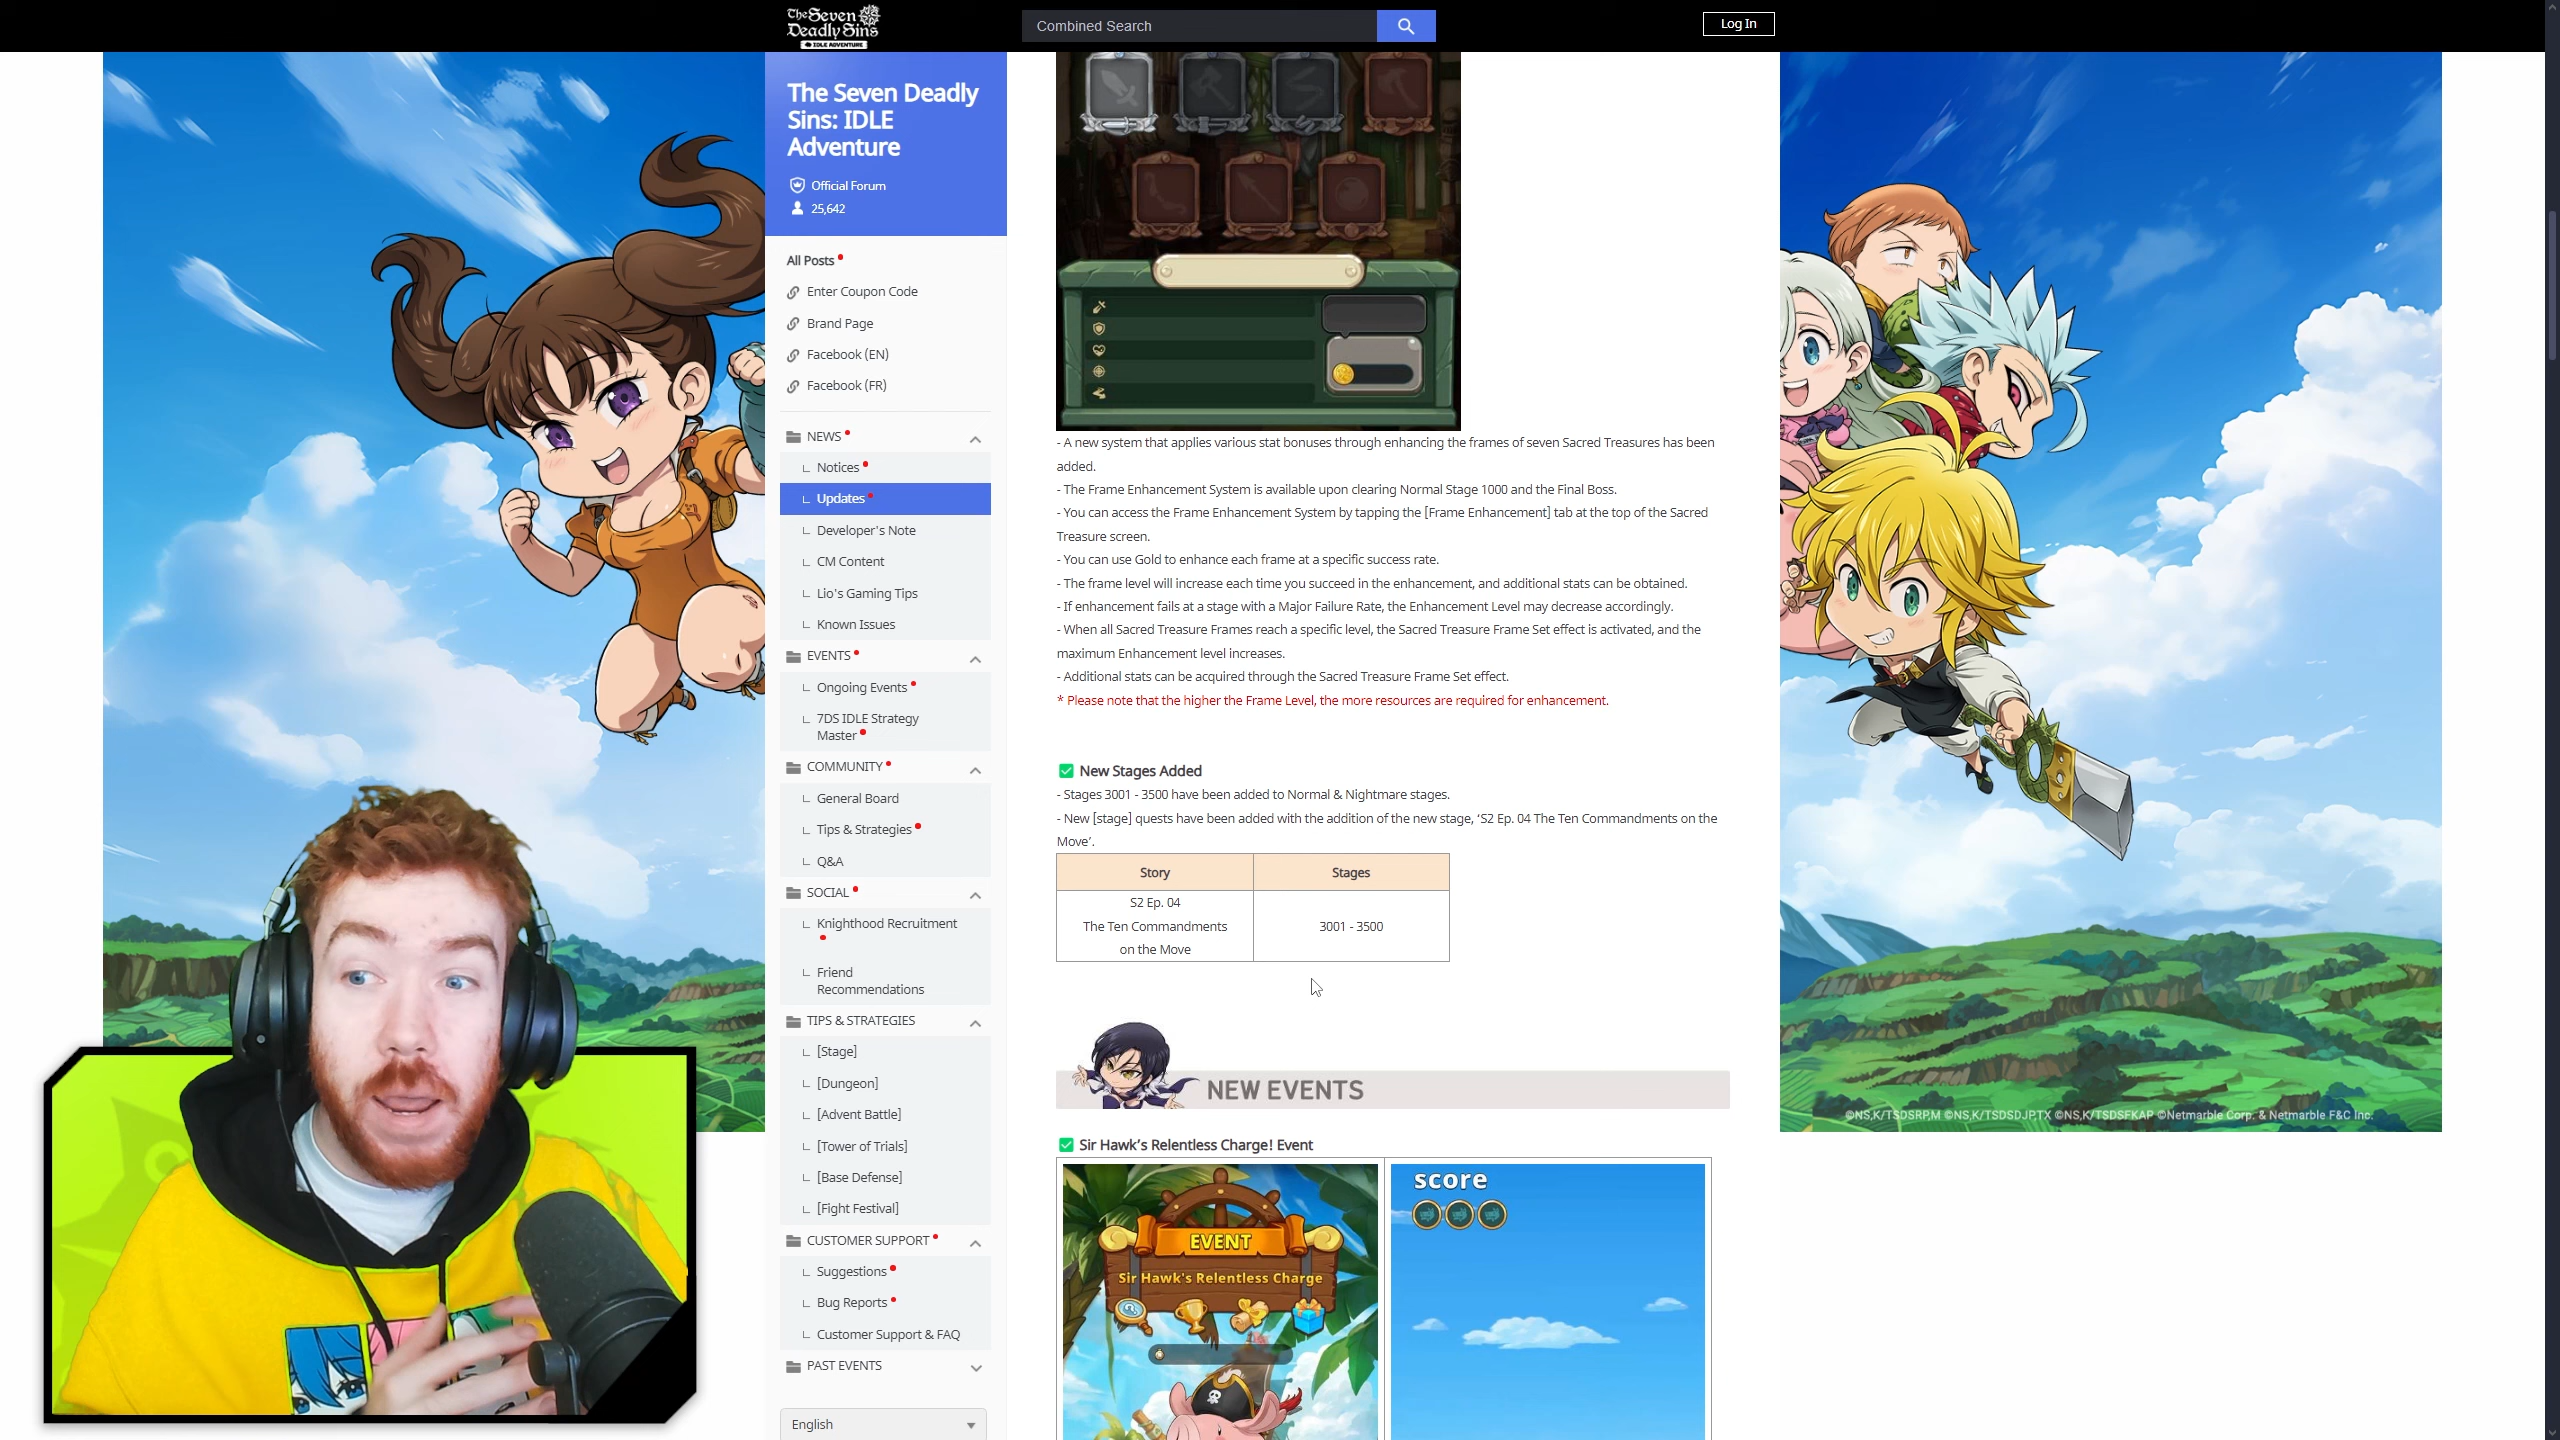 The Seven
Deadly Sins
IDLE ADVENTURE
Combined Search
Log In
The Seven Deadly
Sins: IDLE
Adventure
Official Forum
25,642
All Posts
Enter Coupon Code
Brand Page
Facebook (EN)
Facebook (FR)
NEWS
Notices
Updates
Developer's Note
CM Content
Lio's Gaming Tips
Known Issues
EVENTS
Ongoing Events
7DS IDLE Strategy
Master
COMMUNITY
General Board
Tips & Strategies
Q&A
SOCIAL
Knighthood Recruitment
Friend
Recommendations
TIPS & STRATEGIES
[Stage]
[Dungeon]
[Advent Battle]
[Tower of Trials]
[Base Defense]
[Fight Festival]
CUSTOMER SUPPORT
Suggestions
Bug Reports
Customer Support & FAQ
PAST EVENTS
English
- A new system that applies various stat bonuses through enhancing the frames of seven Sacred Treasures has been
added.
- The Frame Enhancement System is available upon clearing Normal Stage 1000 and the Final Boss.
- You can access the Frame Enhancement System by tapping the [Frame Enhancement] tab at the top of the Sacred
Treasure screen.
- You can use Gold to enhance each frame at a specific success rate.
- The frame level will increase each time you succeed in the enhancement, and additional stats can be obtained.
- If enhancement fails at a stage with a Major Failure Rate, the Enhancement Level may decrease accordingly.
- When all Sacred Treasure Frames reach a specific level, the Sacred Treasure Frame Set effect is activated, and the
maximum Enhancement level increases.
- Additional stats can be acquired through the Sacred Treasure Frame Set effect.
* Please note that the higher the Frame Level, the more resources are required for enhancement.
New Stages Added
- Stages 3001 - 3500 have been added to Normal & Nightmare stages.
- New [stage] quests have been added with the addition of the new stage, ‘S2 Ep. 04 The Ten Commandments on the
Move’.
Story Stages
S2 Ep. 04
The Ten Commandments
on the Move
3001 - 3500
NEW EVENTS
Sir Hawk’s Relentless Charge! Event
EVENT
Sir Hawk's Relentless Charge
score
©NS,K/TSDSRP,M ©NS,K/TSDSDJP,TX ©NS,K/TSDSFKAP ©Netmarble Corp. & Netmarble F&C Inc.